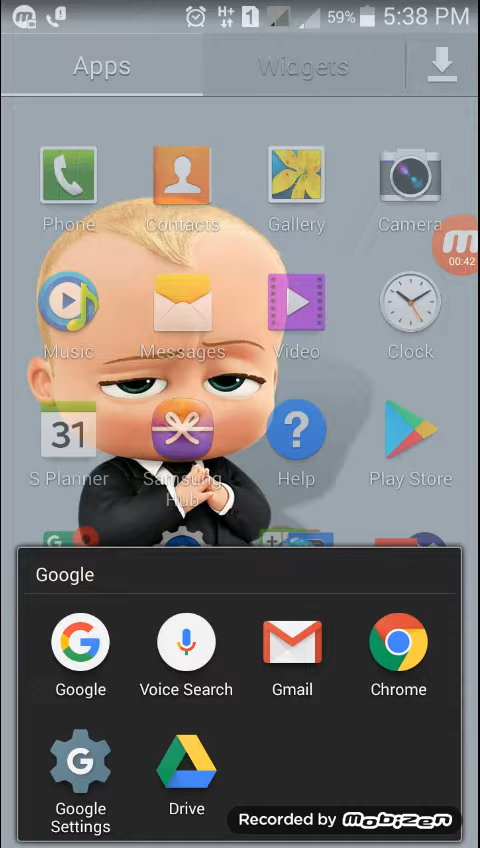 H+ 1 59% 5:38 PM
Apps Widgets
Phone Contacts Gallery Camera
00:42
Music Messages Video Clock
31
S Planner Samsung Hub Help Play Store
Google
Google Voice Search Gmail Chrome
Google Settings Drive
Recorded by Mobizen